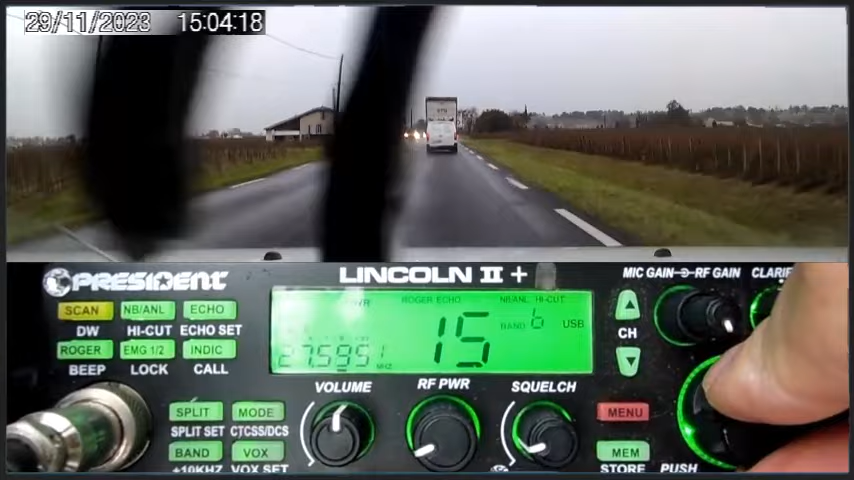 29/11/2023 15:04:18
PRESIDENT
LINCOLN II +
MIC GAIN RF GAIN CLARIF
SCAN NB/ANL ECHO
DW HI-CUT ECHO SET
ROGER EMG 1/2 INDIC
BEEP LOCK CALL
ROGER ECHO NB/ANL HI-CUT
15 BAND 6 USB
27.5951 MHZ
CH
VOLUME RF PWR SQUELCH
SPLIT MODE
SPLIT SET CTCSS/DCS
BAND VOX
+10KHZ VOX SET
MENU
MEM
STORE PUSH